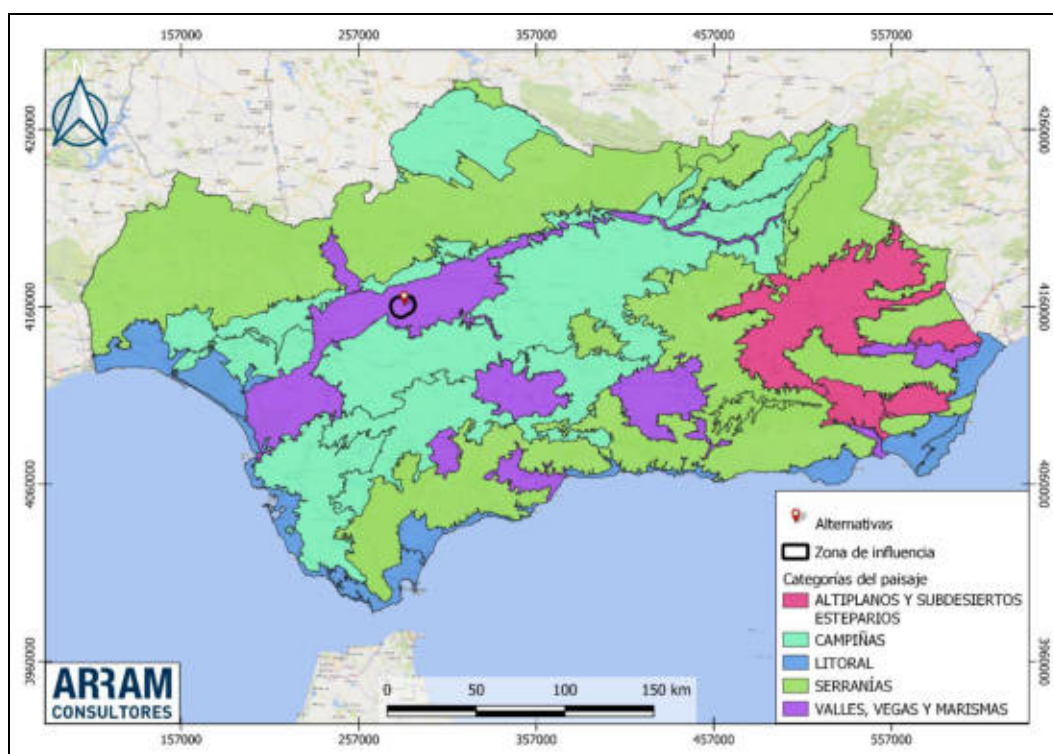 157000 257000 357000 457000 557000
N
4260000 4260000
4160000 4160000
4060000 4060000
3960000 3960000
Alternativas
Zona de influencia
Categorías del paisaje
ALTIPLANOS Y SUBDESIERTOS
ESTEPARIOS
CAMPIÑAS
LITORAL
SERRANÍAS
VALLES, VEGAS Y MARISMAS
ARRAM
CONSULTORES
0 50 100 150 km
157000 257000 357000 457000 557000